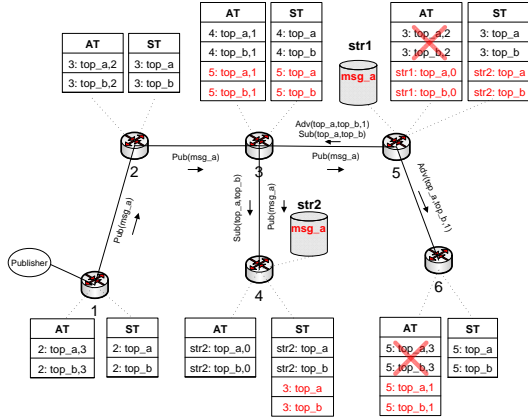 AT ST
3: top_a,2 3: top_a
3: top_b,2 3: top_b
AT ST
4: top_a,1 4: top_a
4: top_b,1 4: top_b
5: top_a,1 5: top_a
5: top_b,1 5: top_b
str1
msg_a
AT ST
3: top_a,2 3: top_a
3: top_b,2 3: top_b
str1: top_a,0 str2: top_a
str1: top_b,0 str2: top_b
Adv(top_a,top_b,1)
Sub(top_a,top_b)
2
Pub(msg_a)
3
Pub(msg_a)
5
Pub(msg_a)
Sub(top_a,top_b)
Pub(msg_a)
str2
msg_a
Adv(top_a,top_b,1)
Publisher
1
4
6
AT ST
2: top_a,3 2: top_a
2: top_b,3 2: top_b
AT ST
str2: top_a,0 str2: top_a
str2: top_b,0 str2: top_b
3: top_a
3: top_b
AT ST
5: top_a,3 5: top_a
5: top_b,3 5: top_b
5: top_a,1
5: top_b,1